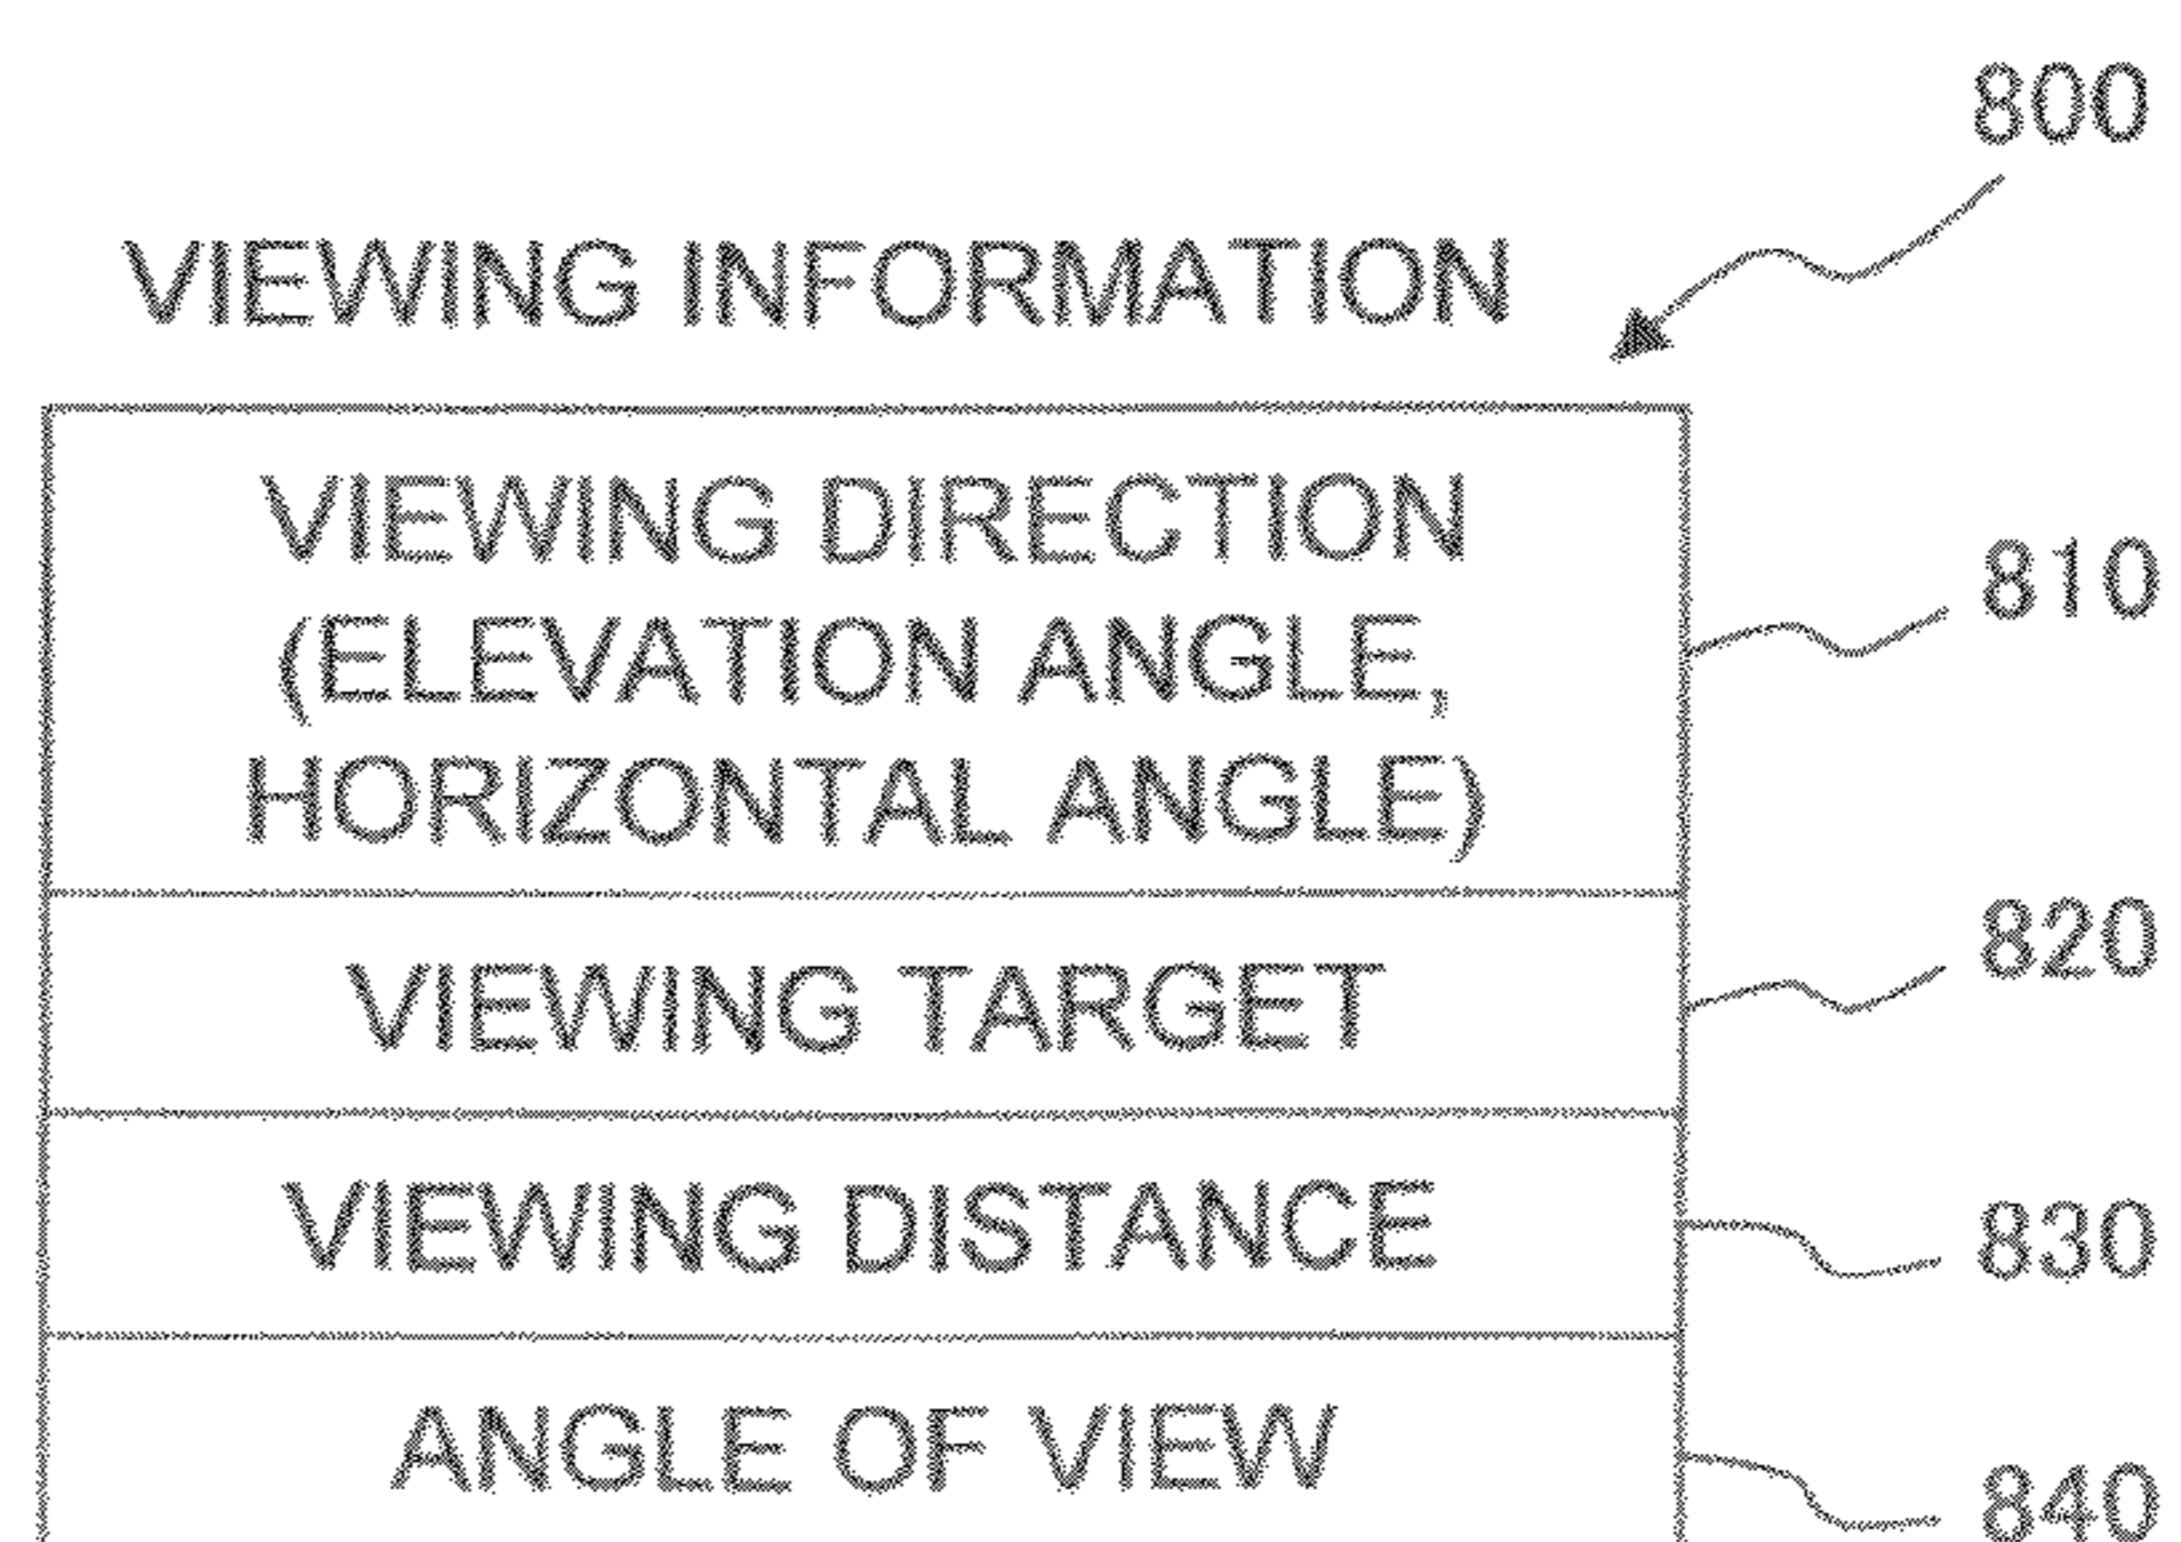 800
VIEWING INFORMATION
VIEWING DIRECTION
(ELEVATION ANGLE,
HORIZONTAL ANGLE)
810
VIEWING TARGET
820
VIEWING DISTANCE
830
ANGLE OF VIEW
840